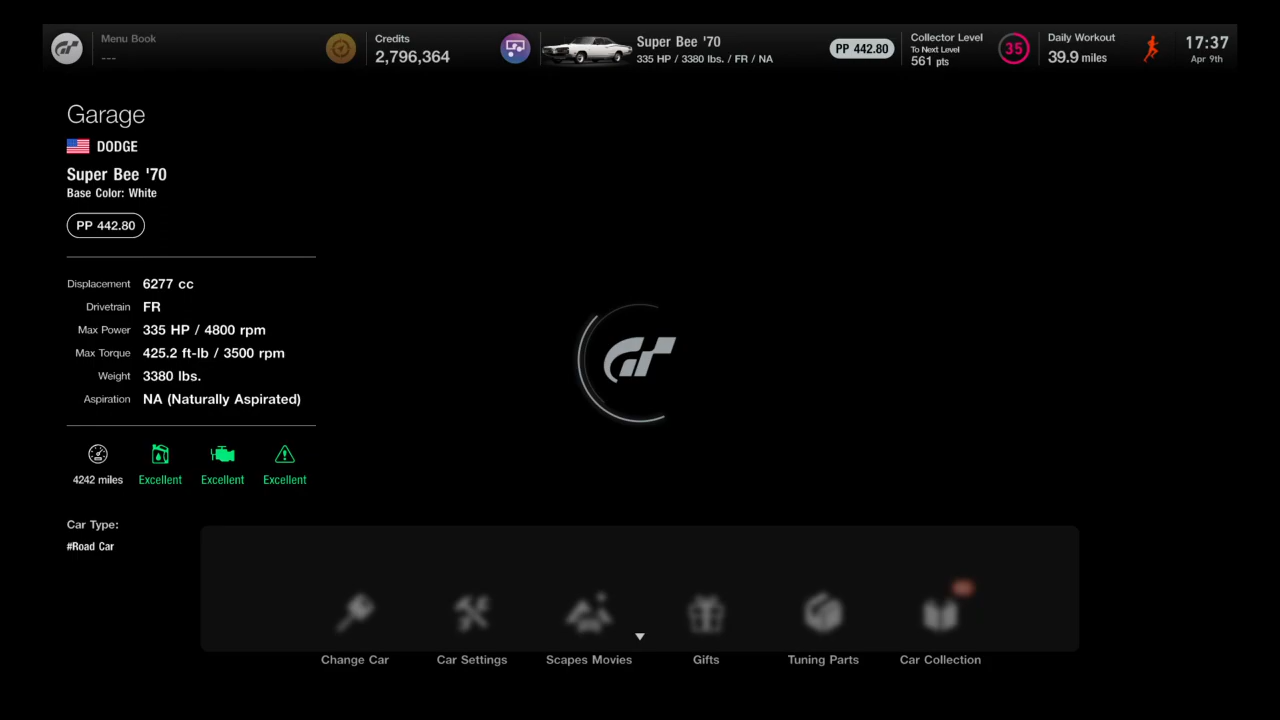 Menu Book
---
Credits
2,796,364
Super Bee '70
335 HP / 3380 lbs. / FR / NA
PP 442.80
Collector Level
To Next Level
561 pts
35
Daily Workout
39.9 miles
17:37
Apr 9th
Garage
DODGE
Super Bee '70
Base Color: White
PP 442.80
Displacement 6277 cc
Drivetrain FR
Max Power 335 HP / 4800 rpm
Max Torque 425.2 ft-lb / 3500 rpm
Weight 3380 lbs.
Aspiration NA (Naturally Aspirated)
4242 miles Excellent Excellent Excellent
Car Type:
#Road Car
Change Car Car Settings Scapes Movies Gifts Tuning Parts Car Collection